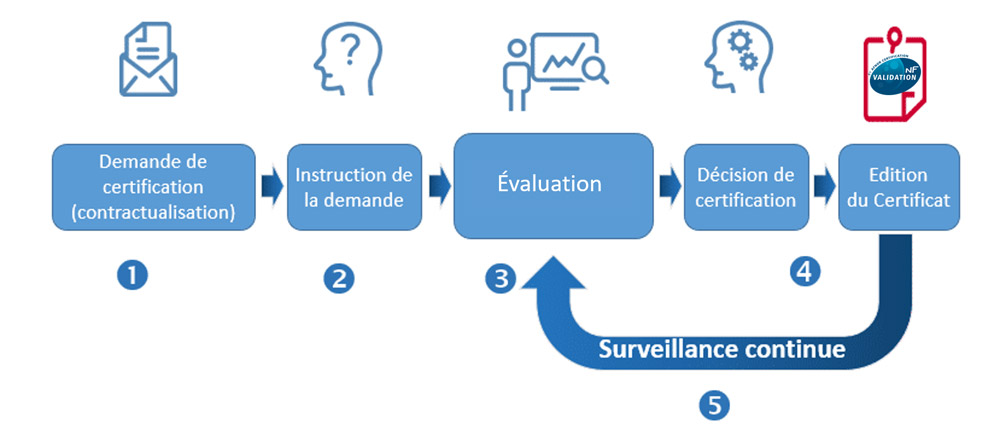 ?
NF
VALIDATION
Demande de
certification
(contractualisation)
Instruction de
la demande
Évaluation
Décision de
certification
Edition
du Certificat
1
2
3
4
Surveillance continue
5